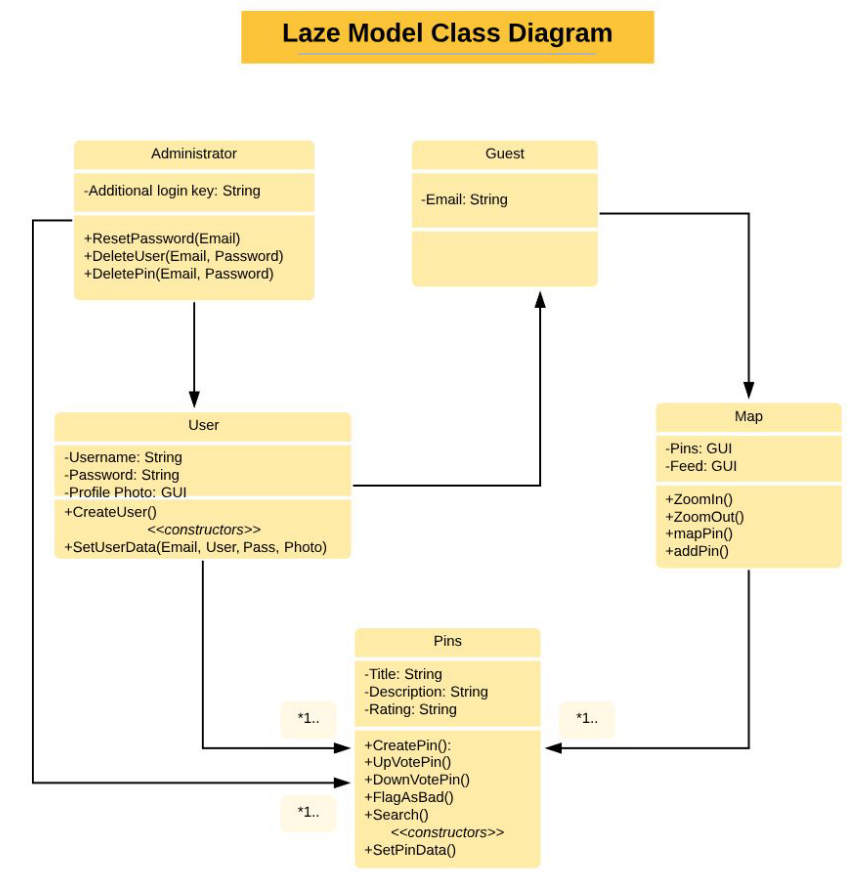 Laze Model Class Diagram
Administrator
-Additional login key: String
+ResetPassword(Email)
+DeleteUser(Email, Password)
+DeletePin(Email, Password)
Guest
-Email: String
User
-Username: String
-Password: String
-Profile Photo: GUI
+CreateUser()
<<constructors>>
+SetUserData(Email, User, Pass, Photo)
Map
-Pins: GUI
-Feed: GUI
+ZoomIn()
+ZoomOut()
+mapPin()
+addPin()
Pins
-Title: String
-Description: String
-Rating: String
+CreatePin():
+UpVotePin()
+DownVotePin()
+FlagAsBad()
+Search()
<<constructors>>
+SetPinData()
*1..
*1..
*1..